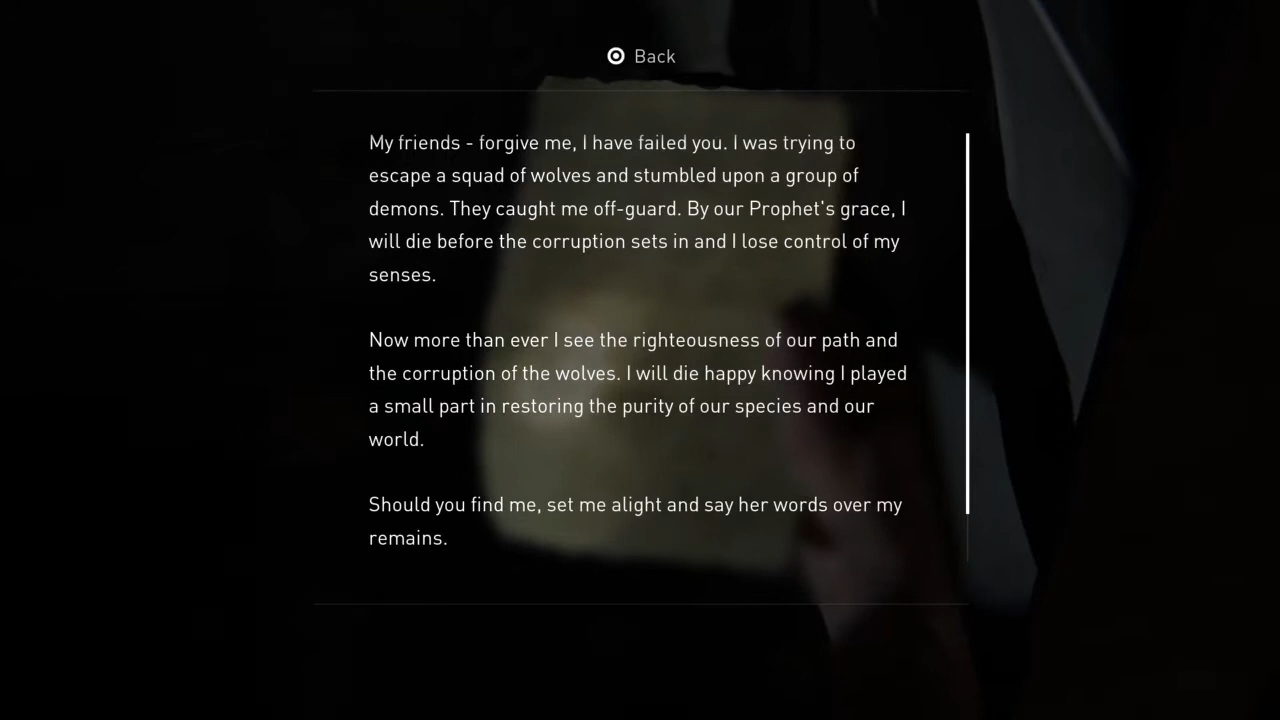 Back
My friends - forgive me, I have failed you. I was trying to
escape a squad of wolves and stumbled upon a group of
demons. They caught me off-guard. By our Prophet's grace, I
will die before the corruption sets in and I lose control of my
senses.
Now more than ever I see the righteousness of our path and
the corruption of the wolves. I will die happy knowing I played
a small part in restoring the purity of our species and our
world.
Should you find me, set me alight and say her words over my
remains.